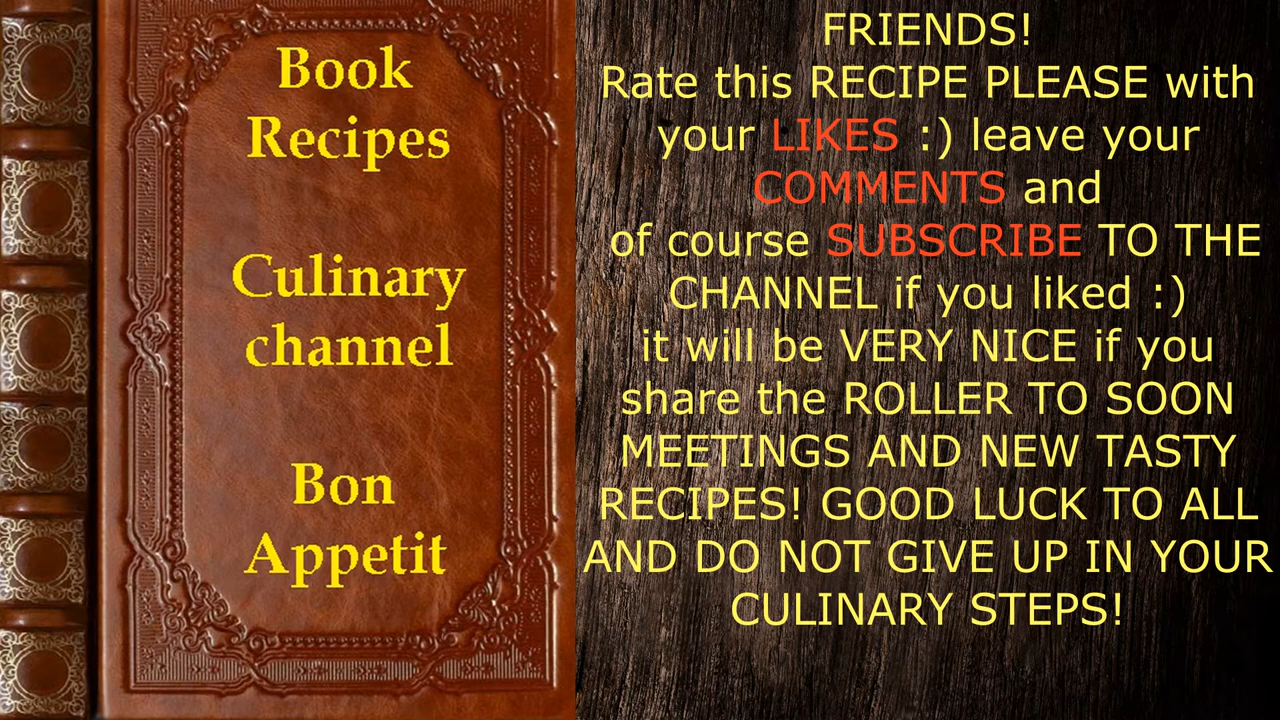 Book
Recipes
Culinary
channel
Bon
Appetit
FRIENDS!
Rate this RECIPE PLEASE with
your LIKES :) leave your
COMMENTS and
of course SUBSCRIBE TO THE
CHANNEL if you liked :)
it will be VERY NICE if you
share the ROLLER TO SOON
MEETINGS AND NEW TASTY
RECIPES! GOOD LUCK TO ALL
AND DO NOT GIVE UP IN YOUR
CULINARY STEPS!